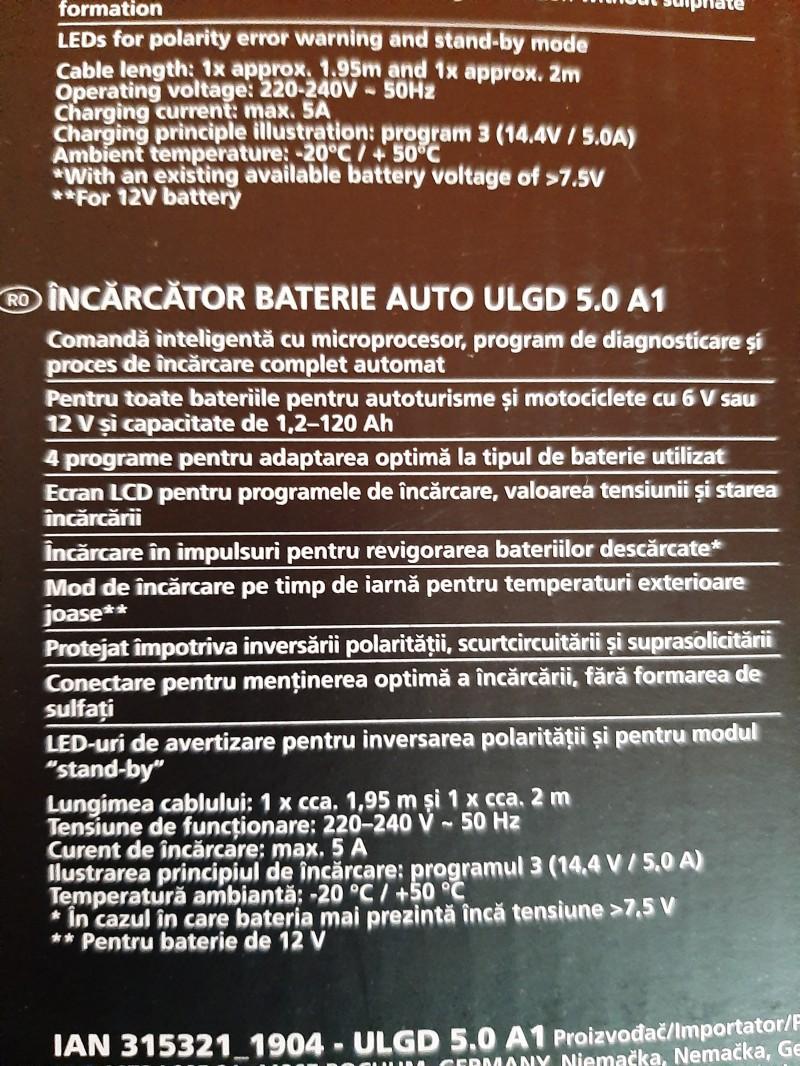 formation
LEDs for polarity error warning and stand-by mode
Cable length: 1x approx. 1.95m and 1x approx. 2m
Operating voltage: 220-240V ~ 50Hz
Charging current: max. 5A
Charging principle illustration: program 3 (14.4V / 5.0A)
Ambient temperature: -20°C / + 50°C
*With an existing available battery voltage of >7.5V
**For 12V battery
RO ÎNCĂRCĂTOR BATERIE AUTO ULGD 5.0 A1
Comandă inteligentă cu microprocesor, program de diagnosticare și
proces de încărcare complet automat
Pentru toate bateriile pentru autoturisme și motociclete cu 6 V sau
12 V și capacitate de 1,2–120 Ah
4 programe pentru adaptarea optimă la tipul de baterie utilizat
Ecran LCD pentru programele de încărcare, valoarea tensiunii și starea
încărcării
Încărcare în impulsuri pentru revigorarea bateriilor descărcate*
Mod de încărcare pe timp de iarnă pentru temperaturi exterioare
joase**
Protejat împotriva inversării polarității, scurtcircuitării și suprasolicitării
Conectare pentru menținerea optimă a încărcării, fără formarea de
sulfați
LED-uri de avertizare pentru inversarea polarității și pentru modul
"stand-by"
Lungimea cablului: 1 x cca. 1,95 m și 1 x cca. 2 m
Tensiune de funcționare: 220–240 V ~ 50 Hz
Curent de încărcare: max. 5 A
Ilustrarea principiul de încărcare: programul 3 (14,4 V / 5,0 A)
Temperatură ambiantă: -20 °C / +50 °C
* În cazul în care bateria mai prezintă încă tensiune >7,5 V
** Pentru baterie de 12 V
IAN 315321_1904 - ULGD 5.0 A1 Proizvođač/Importator/
BOCHUM, GERMANY, Niemačka, Nemačka,